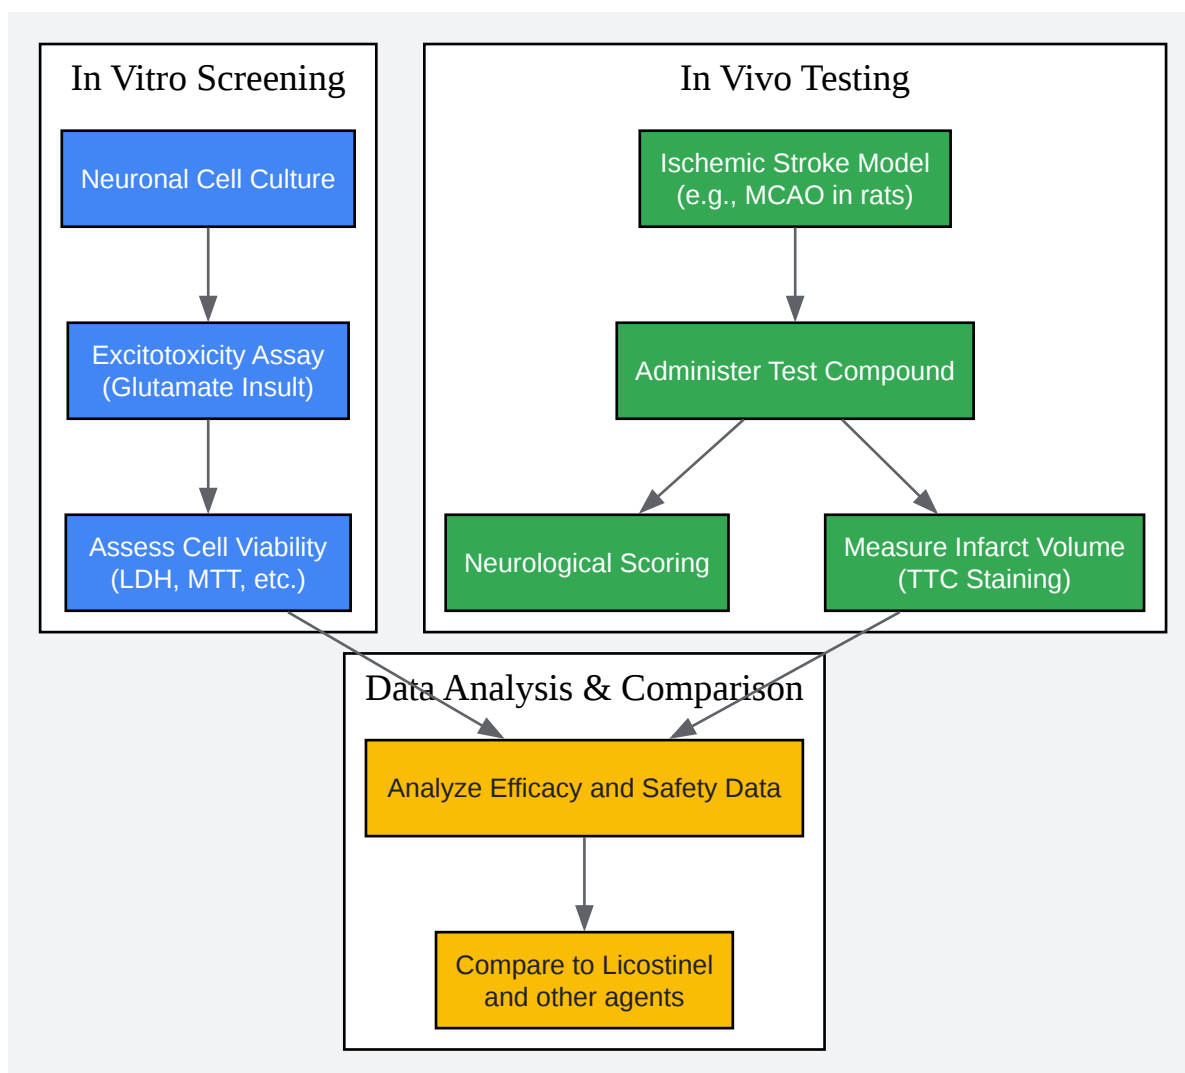 In Vitro Screening
Neuronal Cell Culture
Excitotoxicity Assay
(Glutamate Insult)
Assess Cell Viability
(LDH, MTT, etc.)
In Vivo Testing
Ischemic Stroke Model
(e.g., MCAO in rats)
Administer Test Compound
Neurological Scoring
Measure Infarct Volume
(TTC Staining)
Data Analysis & Comparison
Analyze Efficacy and Safety Data
Compare to Licostinel
and other agents